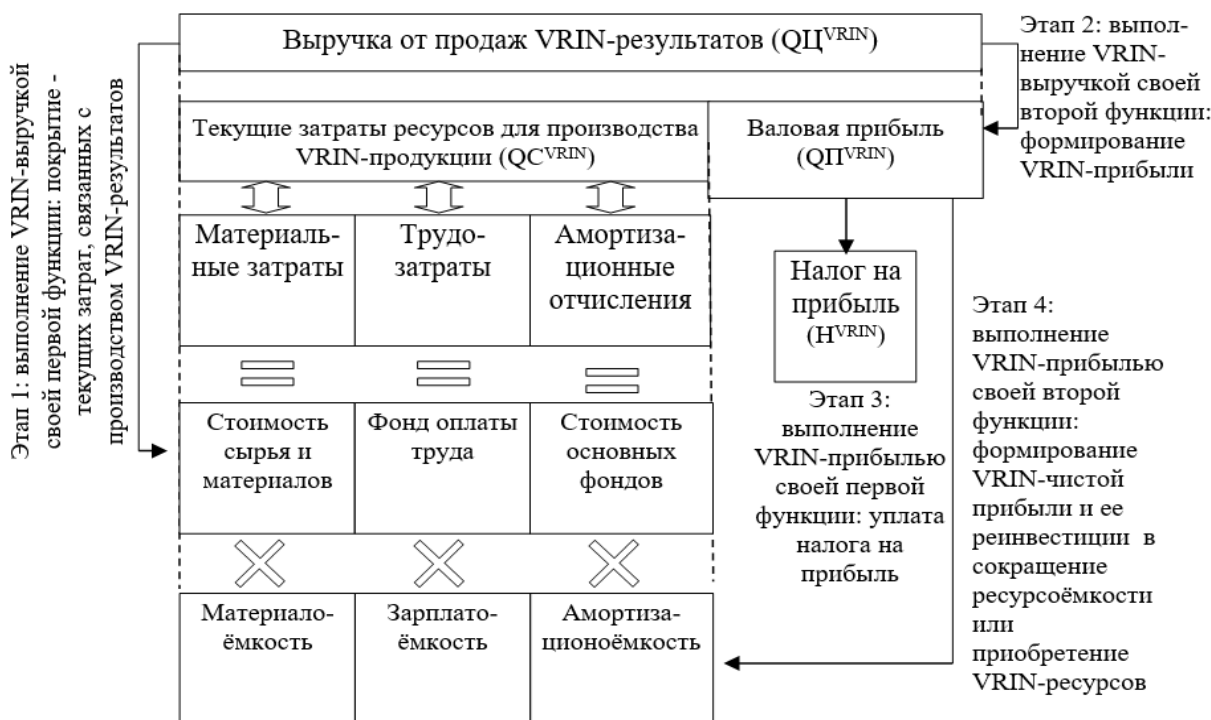 Выручка от продаж VRIN-результатов (QЦVRIN)
Этап 2: выпол-
нение VRIN-
выручкой своей
второй функции:
формирование
VRIN-прибыли
Этап 1: выполнение VRIN-выручкой
своей первой функции: покрытие -
текущих затрат, связанных с
производством VRIN-результатов
Текущие затраты ресурсов для производства
VRIN-продукции (QCVRIN)
Валовая прибыль
(QПVRIN)
Материаль-
ные затраты
Трудо-
затраты
Амортиза-
ционные
отчисления
Налог на
прибыль
(НVRIN)
Этап 3:
выполнение
VRIN-прибылью
своей первой
функции: уплата
налога на
прибыль
Этап 4:
выполнение
VRIN-прибылью
своей второй
функции:
формирование
VRIN-чистой
прибыли и ее
реинвестиции в
сокращение
ресурсоёмкости
или
приобретение
VRIN-ресурсов
Стоимость
сырья и
материалов
Фонд оплаты
труда
Стоимость
основных
фондов
Материало-
ёмкость
Зарплато-
ёмкость
Амортиза-
ционоёмкость